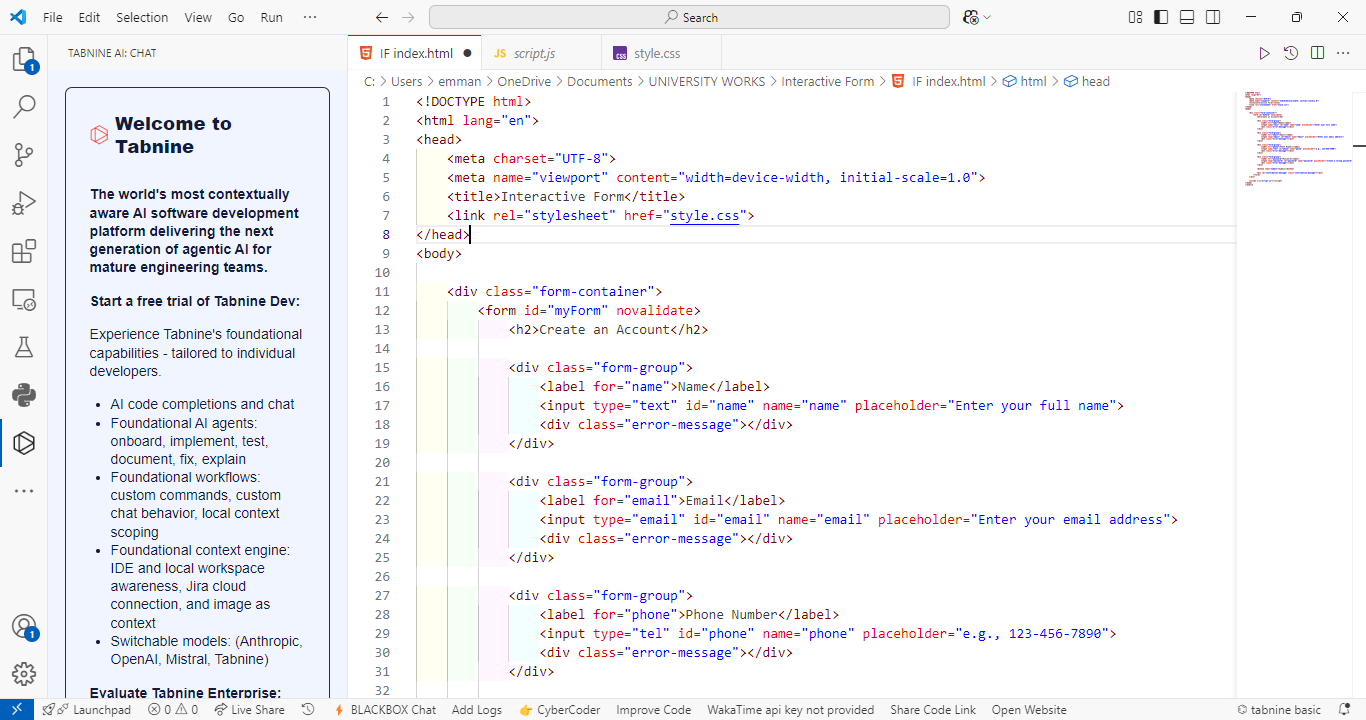 File Edit Selection View Go Run ··· Search
TABNINE AI: CHAT
Welcome to
Tabnine
The world's most contextually
aware AI software development
platform delivering the next
generation of agentic AI for
mature engineering teams.
Start a free trial of Tabnine Dev:
Experience Tabnine's foundational
capabilities - tailored to individual
developers.
• AI code completions and chat
• Foundational AI agents:
onboard, implement, test,
document, fix, explain
• Foundational workflows:
custom commands, custom
chat behavior, local context
scoping
• Foundational context engine:
IDE and local workspace
awareness, Jira cloud
connection, and image as
context
• Switchable models: (Anthropic,
OpenAI, Mistral, Tabnine)
Evaluate Tabnine Enterprise:
1
1
IF index.html ● JS script.js CSS style.css
C: > Users > emman > OneDrive > Documents > UNIVERSITY WORKS > Interactive Form > IF index.html > html > head
1 <!DOCTYPE html>
2 <html lang="en">
3 <head>
4     <meta charset="UTF-8">
5     <meta name="viewport" content="width=device-width, initial-scale=1.0">
6     <title>Interactive Form</title>
7     <link rel="stylesheet" href="style.css">
8 </head>
9 <body>
10
11     <div class="form-container">
12         <form id="myForm" novalidate>
13             <h2>Create an Account</h2>
14
15             <div class="form-group">
16                 <label for="name">Name</label>
17                 <input type="text" id="name" name="name" placeholder="Enter your full name">
18                 <div class="error-message"></div>
19             </div>
20
21             <div class="form-group">
22                 <label for="email">Email</label>
23                 <input type="email" id="email" name="email" placeholder="Enter your email address">
24                 <div class="error-message"></div>
25             </div>
26
27             <div class="form-group">
28                 <label for="phone">Phone Number</label>
29                 <input type="tel" id="phone" name="phone" placeholder="e.g., 123-456-7890">
30                 <div class="error-message"></div>
31             </div>
32
Launchpad 0 0 Live Share BLACKBOX Chat Add Logs CyberCoder Improve Code WakaTime api key not provided Share Code Link Open Website tabnine basic